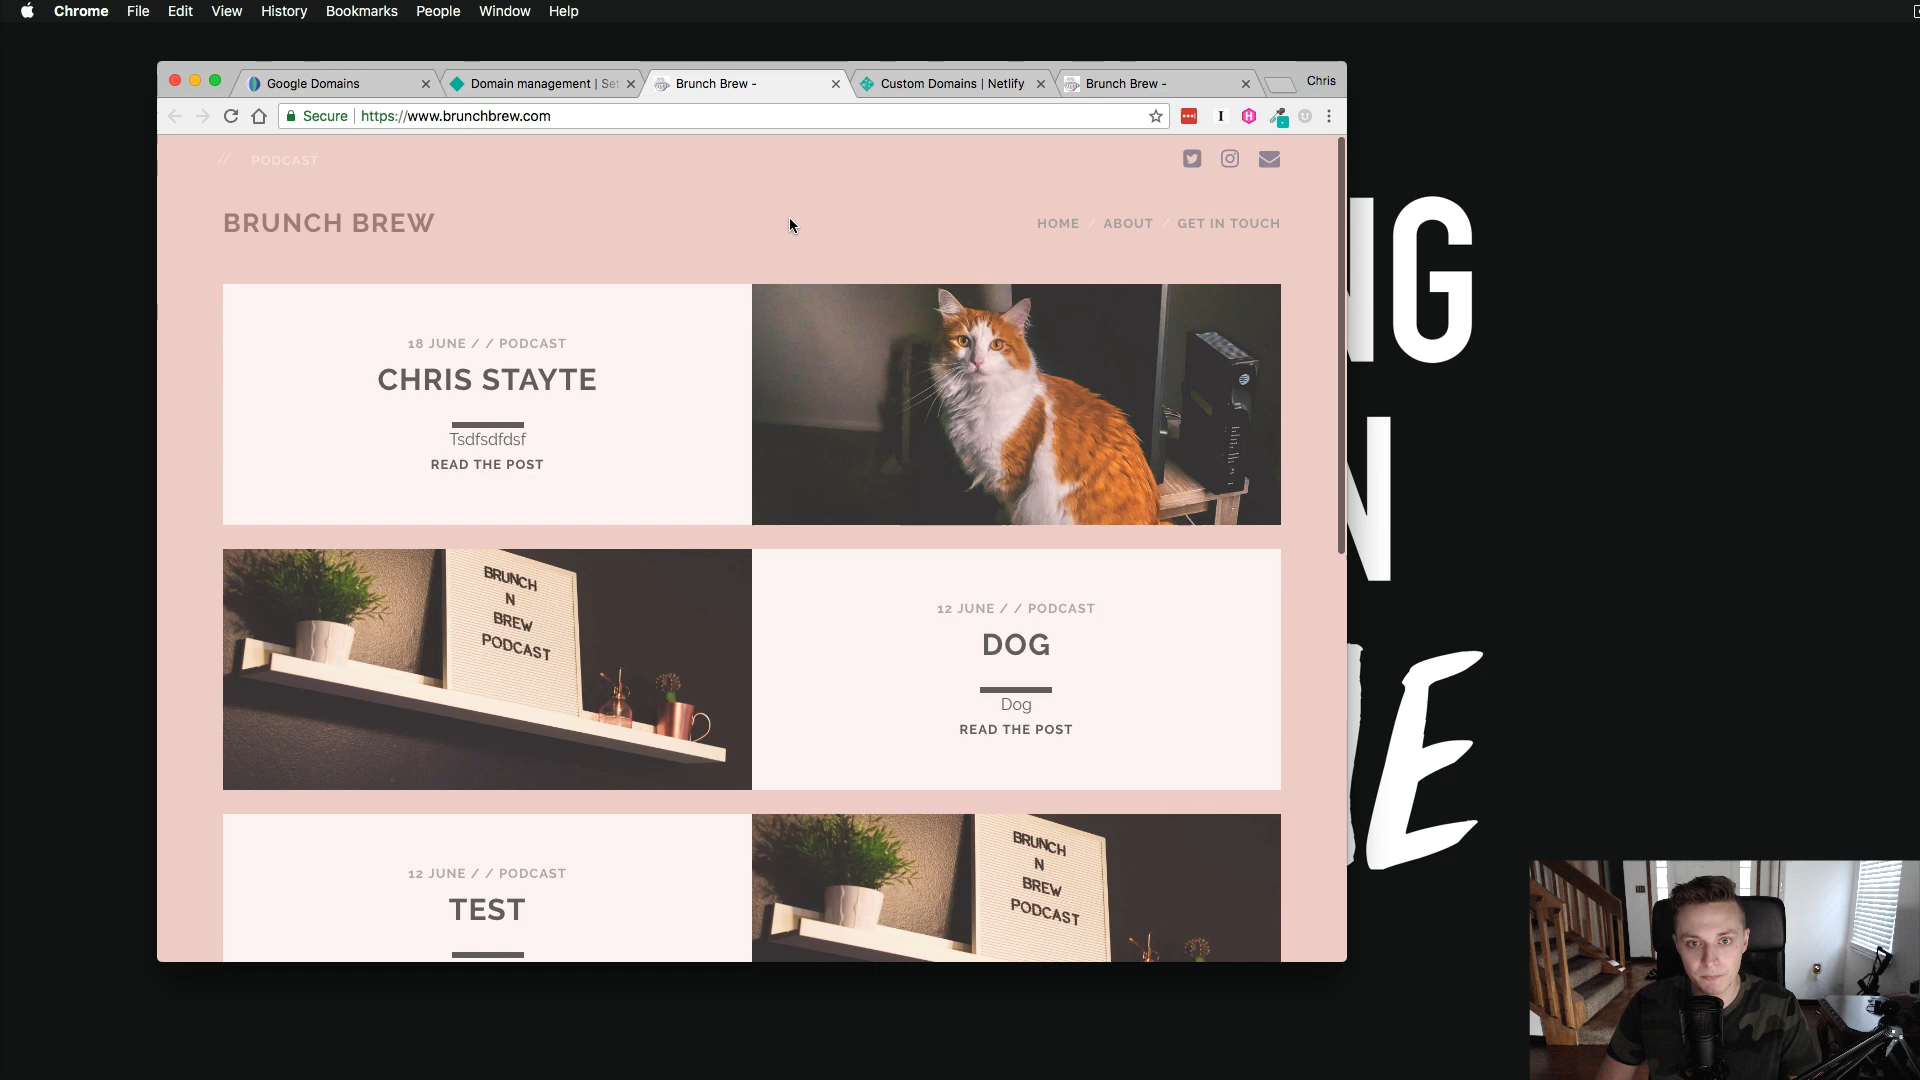 Chrome File Edit View History Bookmarks People Window Help
Google Domains
Domain management | Set
Brunch Brew -
Custom Domains | Netlify
Brunch Brew -
Chris
Secure https://www.brunchbrew.com
// PODCAST
BRUNCH BREW
HOME / ABOUT / GET IN TOUCH
18 JUNE / / PODCAST
CHRIS STAYTE
Tsdfsdfdsf
READ THE POST
BRUNCH
N
BREW
PODCAST
12 JUNE / / PODCAST
DOG
Dog
READ THE POST
12 JUNE / / PODCAST
TEST
BRUNCH
N
BREW
PODCAST
NG
N
E